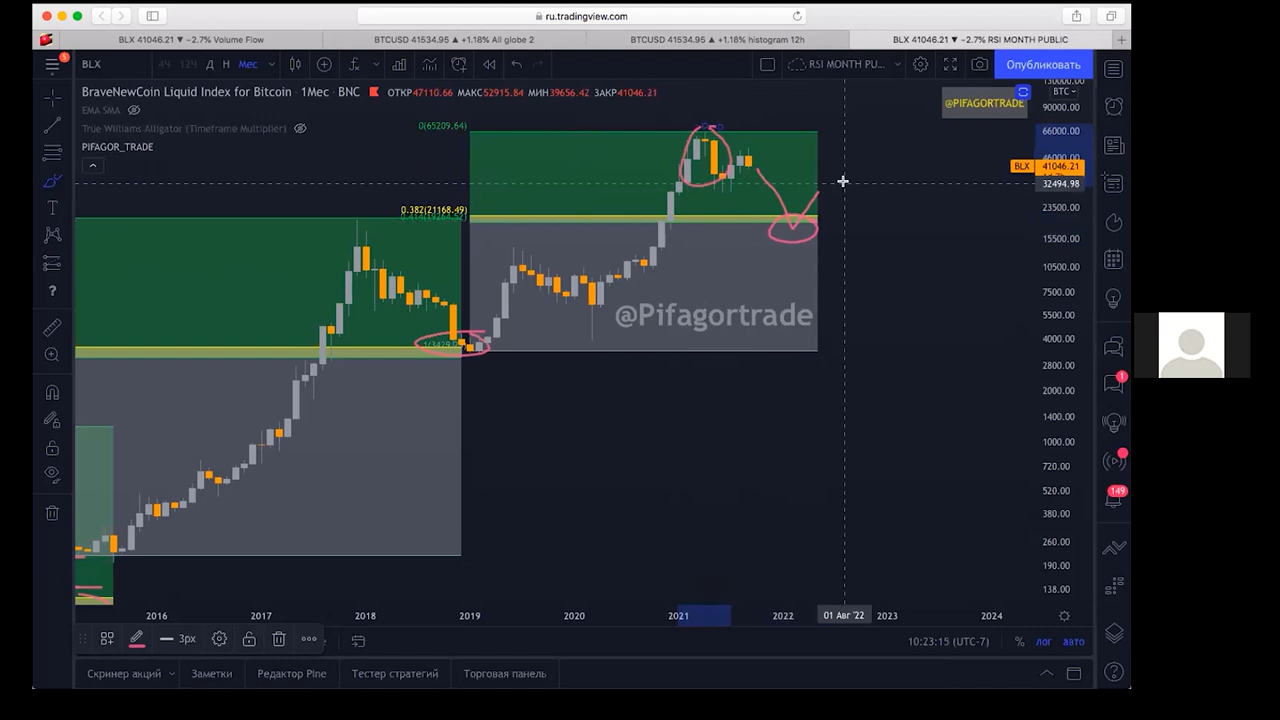 ru.tradingview.com
BLX 41046.21 ▼ −2.7% Volume Flow
BTCUSD 41534.95 ▲ +1.18% All globe 2
BTCUSD 41534.95 ▲ +1.18% histogram 12h
BLX 41046.21 ▼ −2.7% RSI MONTH PUBLIC
5
BLX
4Ч 12Ч Д Н Мес
RSI MONTH PU...
Опубликовать
BraveNewCoin Liquid Index for Bitcoin · 1Мес · BNC
ОТКР47110.66 МАКС52915.84 МИН39656.42 ЗАКР41046.21
EMA SMA
True Williams Alligator (Timeframe Multiplier)
PIFAGOR_TRADE
@PIFAGORTRADE
BTC
0(65209.64)
0.382(21168.49)
@Pifagortrade
90000.00
66000.00
46000.00
BLX 41046.21
32494.98
23500.00
15500.00
10500.00
7500.00
5500.00
4000.00
2800.00
2000.00
1400.00
1000.00
720.00
520.00
380.00
260.00
190.00
138.00
1
149
2016 2017 2018 2019 2020 2021 2022 01 Авг '22 2023 2024
3px
10:23:15 (UTC-7)
% лог авто
Скринер акций
Заметки
Редактор Pine
Тестер стратегий
Торговая панель